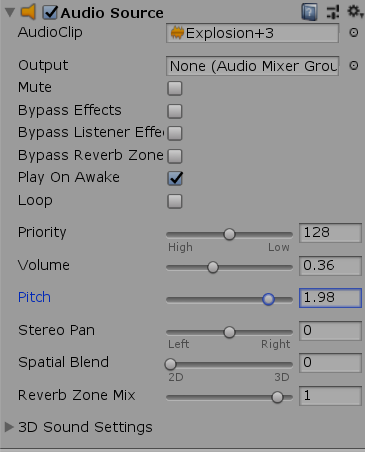 Audio Source
AudioClip Explosion+3
Output None (Audio Mixer Grou
Mute
Bypass Effects
Bypass Listener Effe
Bypass Reverb Zone
Play On Awake
Loop
Priority 128
High Low
Volume 0.36
Pitch 1.98
Stereo Pan 0
Left Right
Spatial Blend 0
2D 3D
Reverb Zone Mix 1
3D Sound Settings